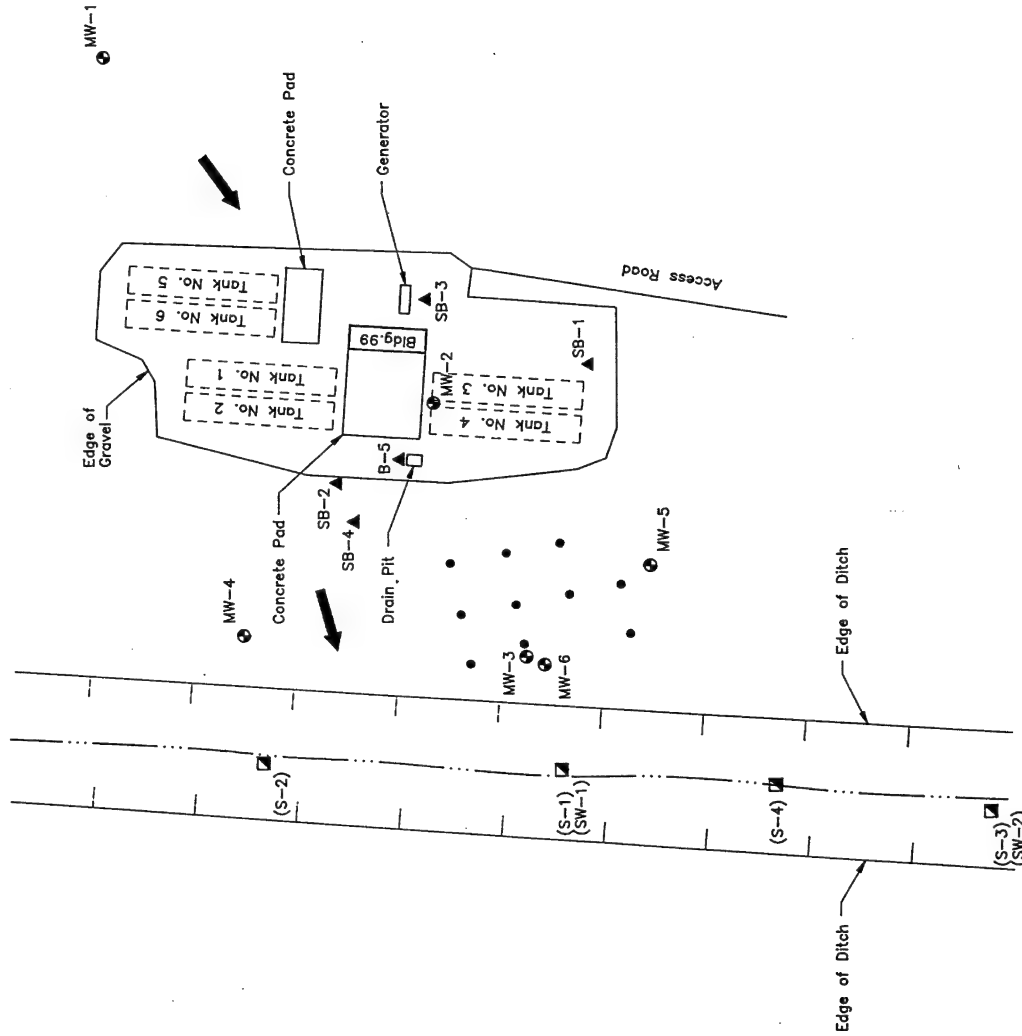 MW-1
Concrete Pad
Generator
Tank No. 5
Tank No. 6
SB-3
Access Road
Bldg.99
Tank No. 1
Tank No. 2
MW-2
Tank No. 3
Tank No. 4
SB-1
Edge of
Gravel
B-5
SB-2
SB-4
Concrete Pad
Drain Pit
MW-4
MW-5
MW-3
MW-6
Edge of Ditch
(S-2)
(S-1)
(SW-1)
(S-4)
(S-3)
(SW-2)
Edge of Ditch